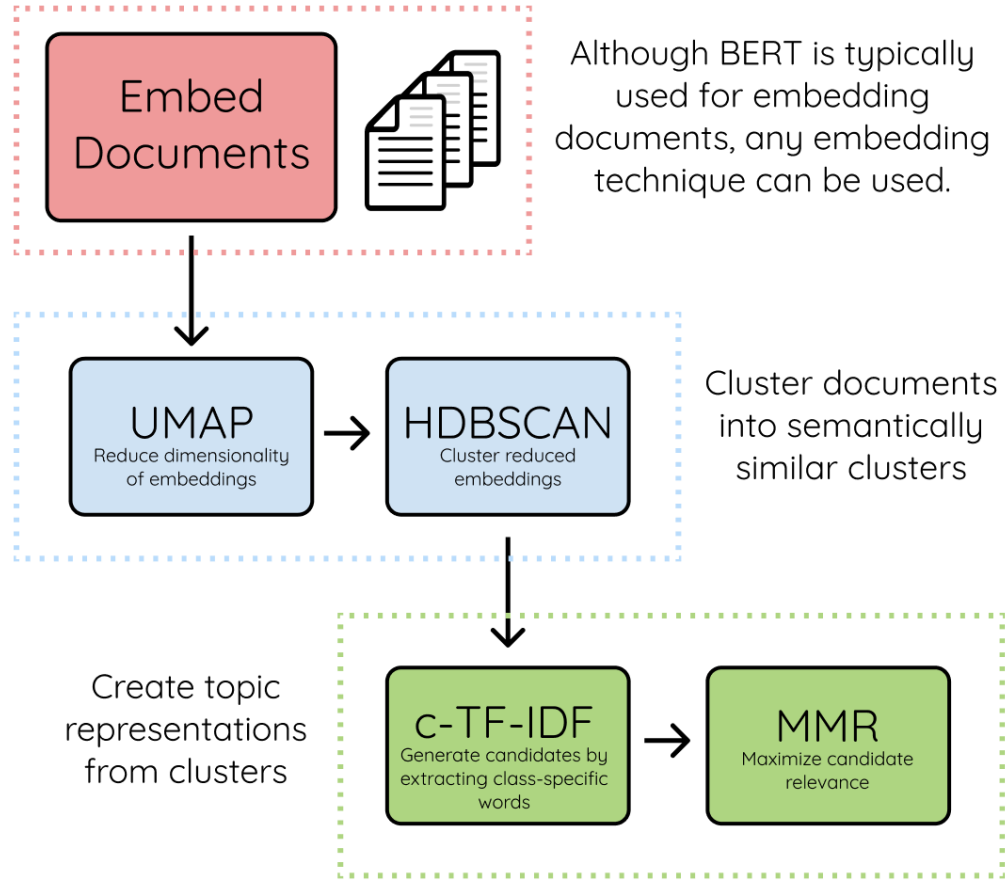 Embed
Documents
Although BERT is typically
used for embedding
documents, any embedding
technique can be used.
UMAP
Reduce dimensionality
of embeddings
HDBSCAN
Cluster reduced
embeddings
Cluster documents
into semantically
similar clusters
Create topic
representations
from clusters
c-TF-IDF
Generate candidates by
extracting class-specific
words
MMR
Maximize candidate
relevance